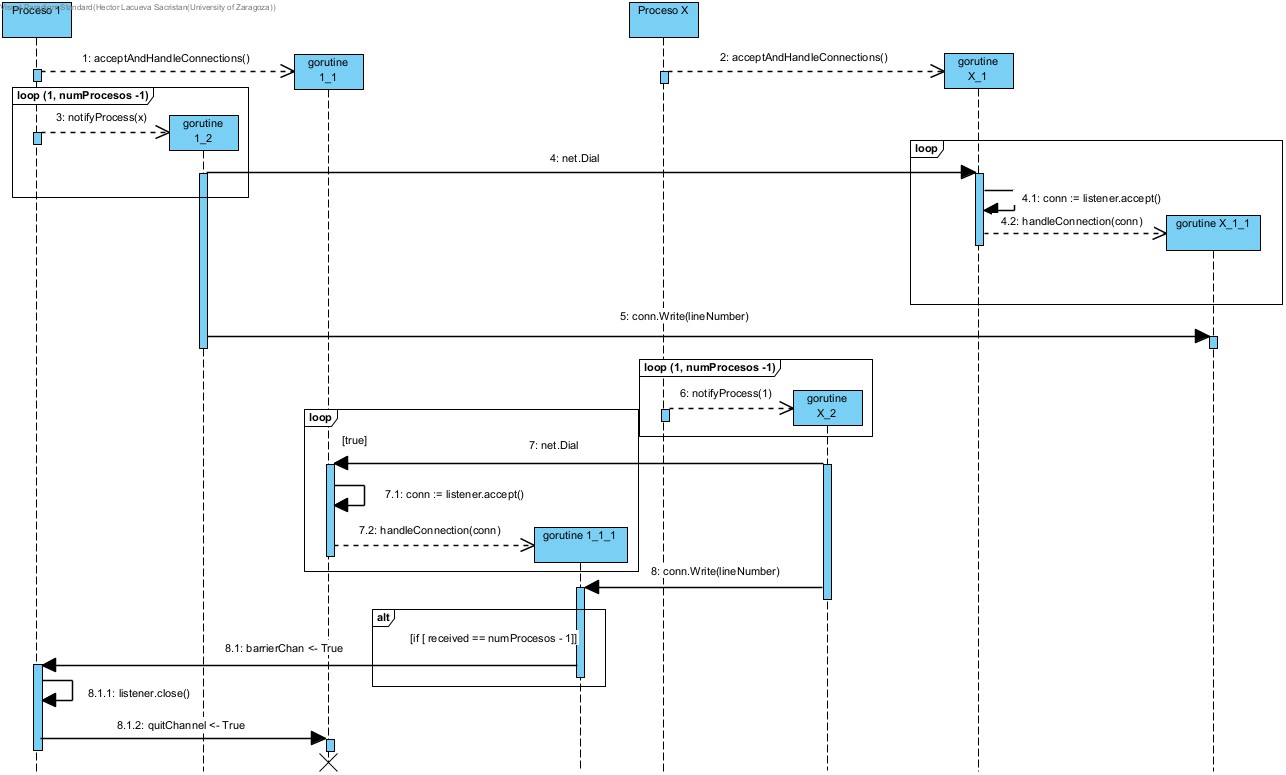 Standard(Hector Lacueva Sacristan(University of Zaragoza))
Proceso 1
Proceso X
1: acceptAndHandleConnections()
gorutine
1_1
2: acceptAndHandleConnections()
gorutine
X_1
loop (1, numProcesos -1)
3: notifyProcess(x)
gorutine
1_2
4: net.Dial
loop
4.1: conn := listener.accept()
4.2: handleConnection(conn)
gorutine X_1_1
5: conn.Write(lineNumber)
loop (1, numProcesos -1)
6: notifyProcess(1)
gorutine
X_2
loop
[true]
7: net.Dial
7.1: conn := listener.accept()
7.2: handleConnection(conn)
gorutine 1_1_1
8: conn.Write(lineNumber)
alt
[if [ received == numProcesos - 1]]
8.1: barrierChan <- True
8.1.1: listener.close()
8.1.2: quitChannel <- True